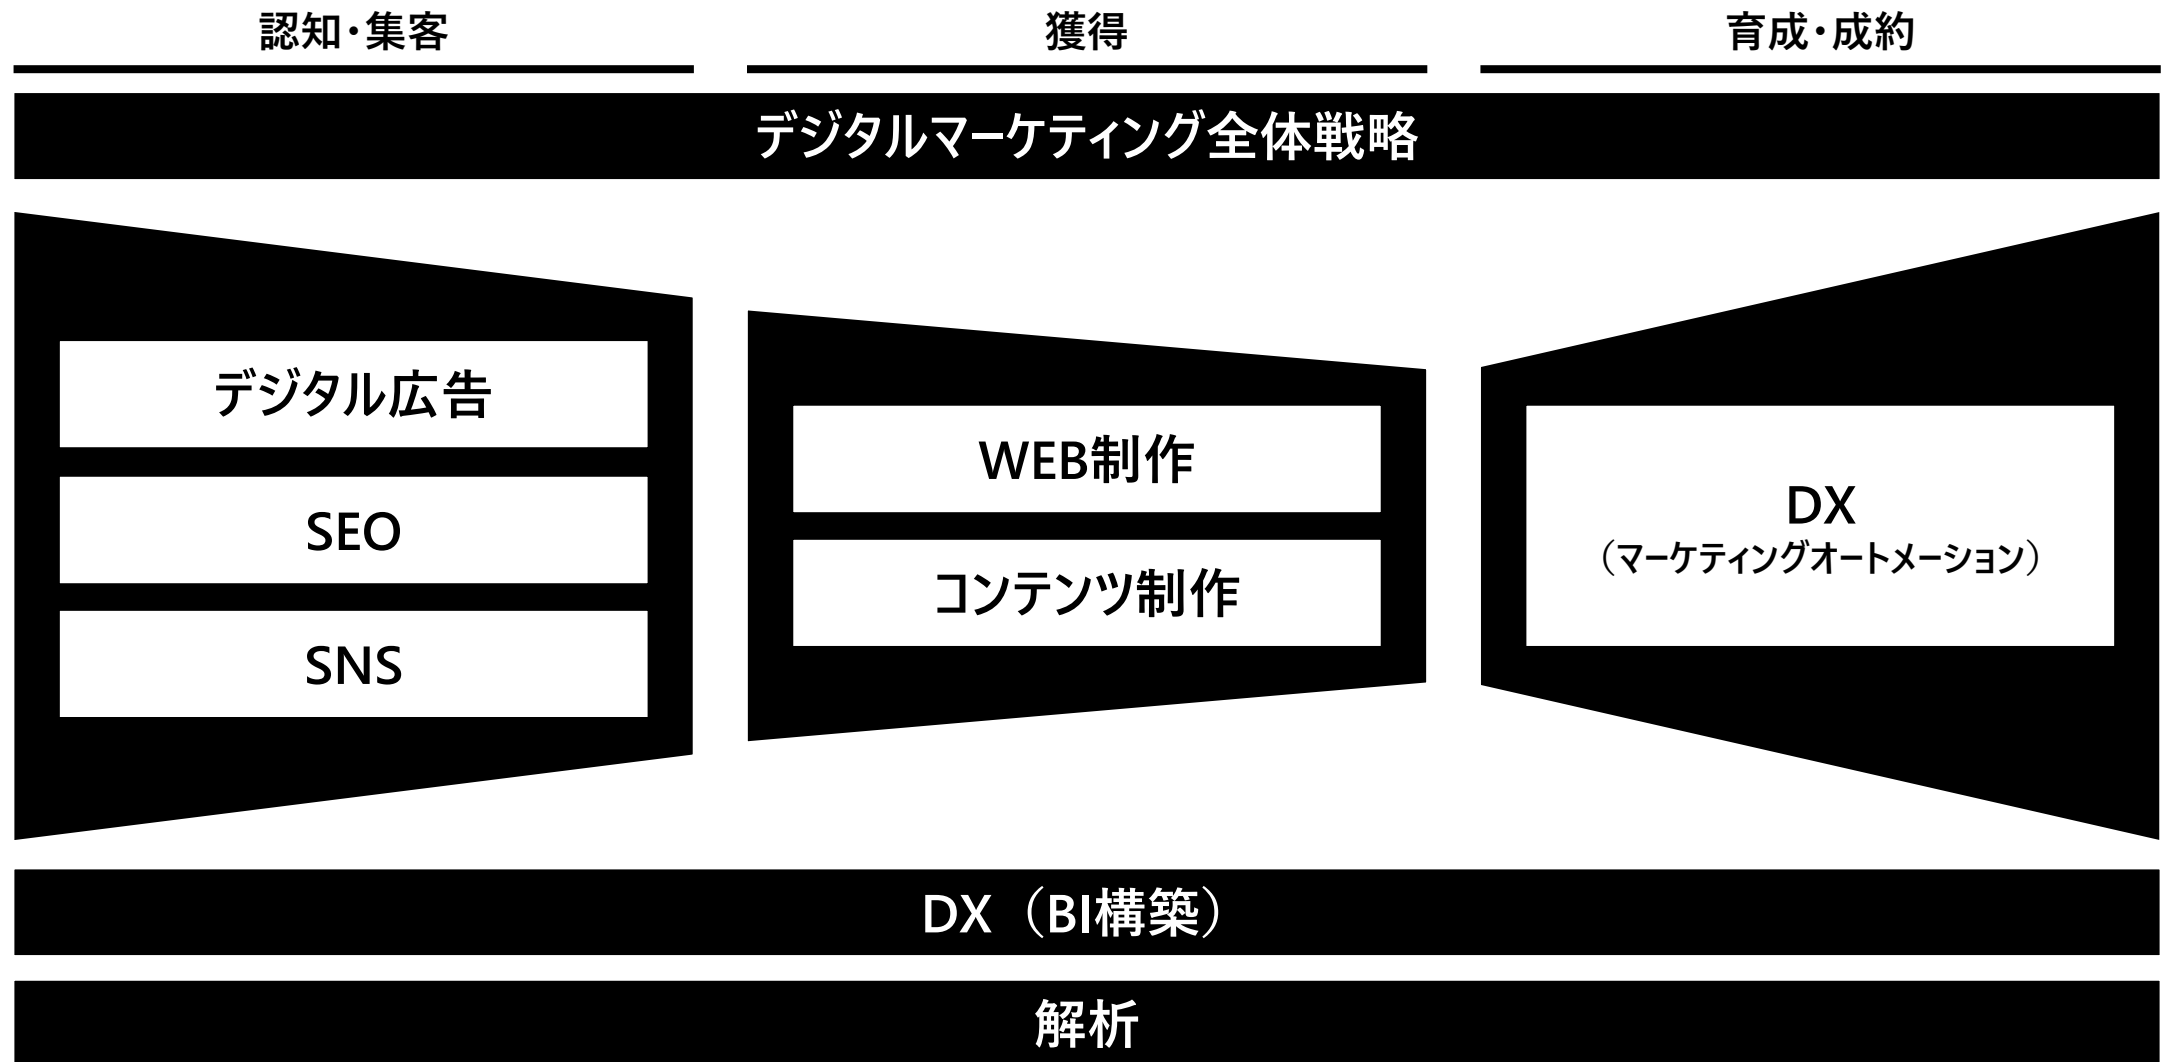 認知・集客
獲得
育成・成約
デジタルマーケティング全体戦略
デジタル広告
SEO
SNS
WEB制作
コンテンツ制作
DX
（マーケティングオートメーション）
DX（BI構築）
解析